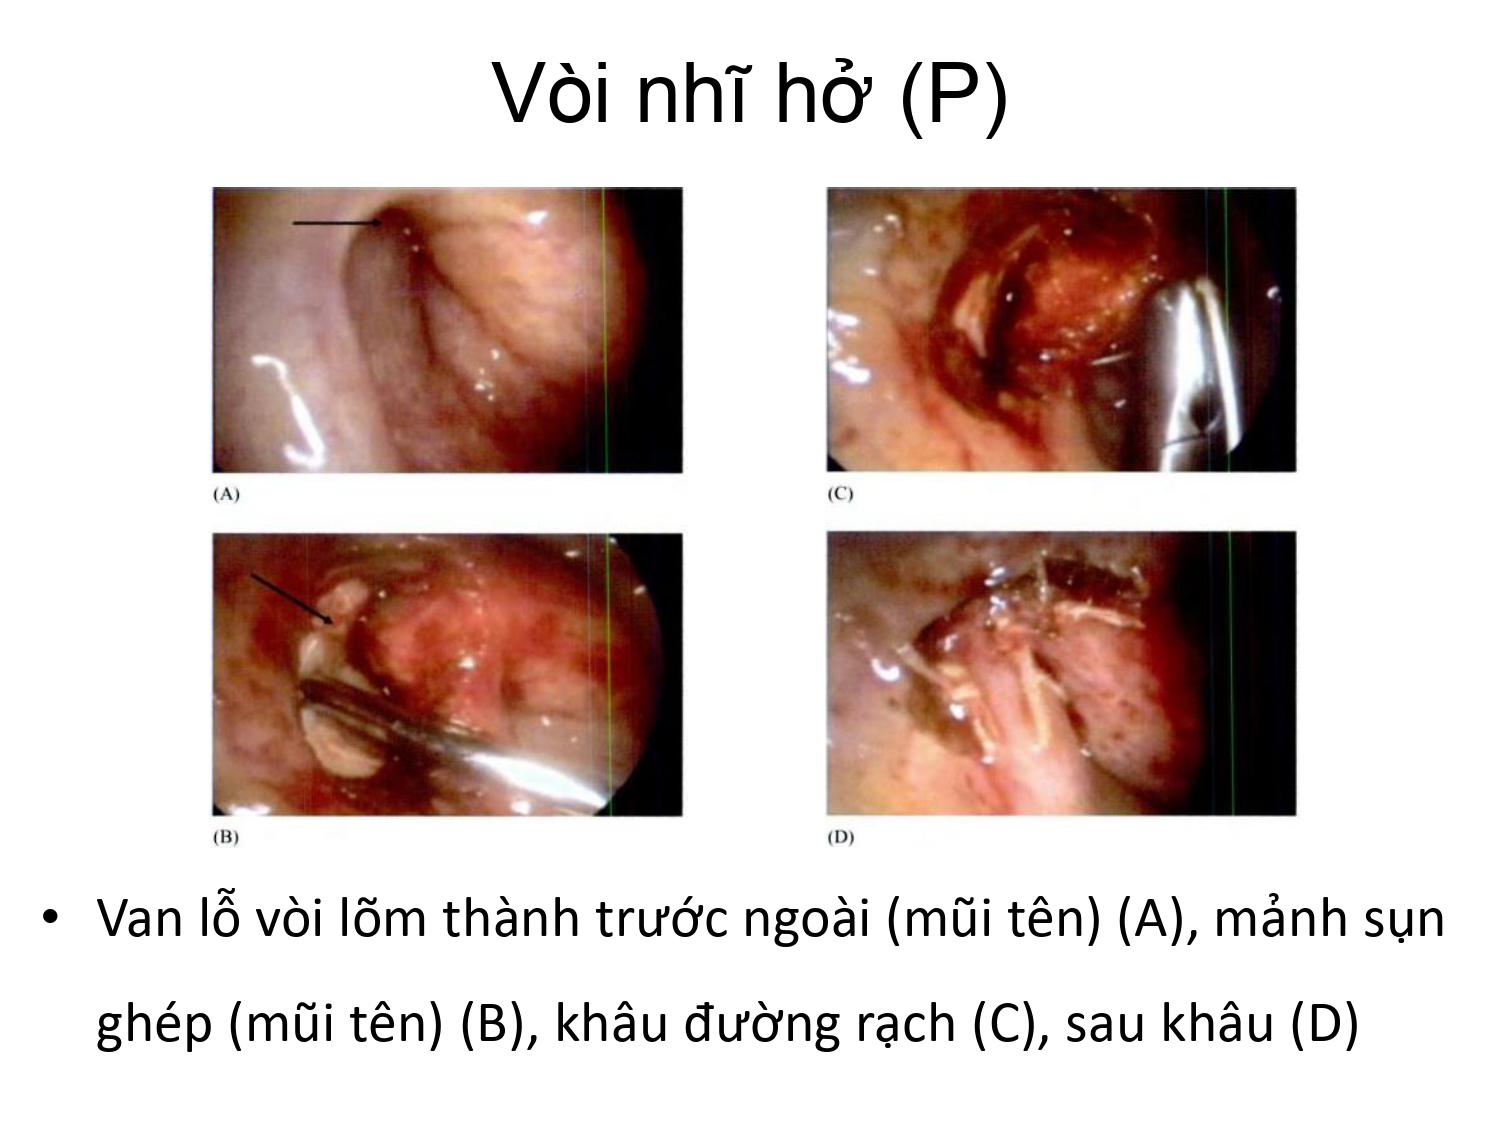 Vòi nhĩ hở (P)
(A)
(C)
(B)
(D)
• Van lỗ vòi lõm thành trước ngoài (mũi tên) (A), mảnh sụn
ghép (mũi tên) (B), khâu đường rạch (C), sau khâu (D)